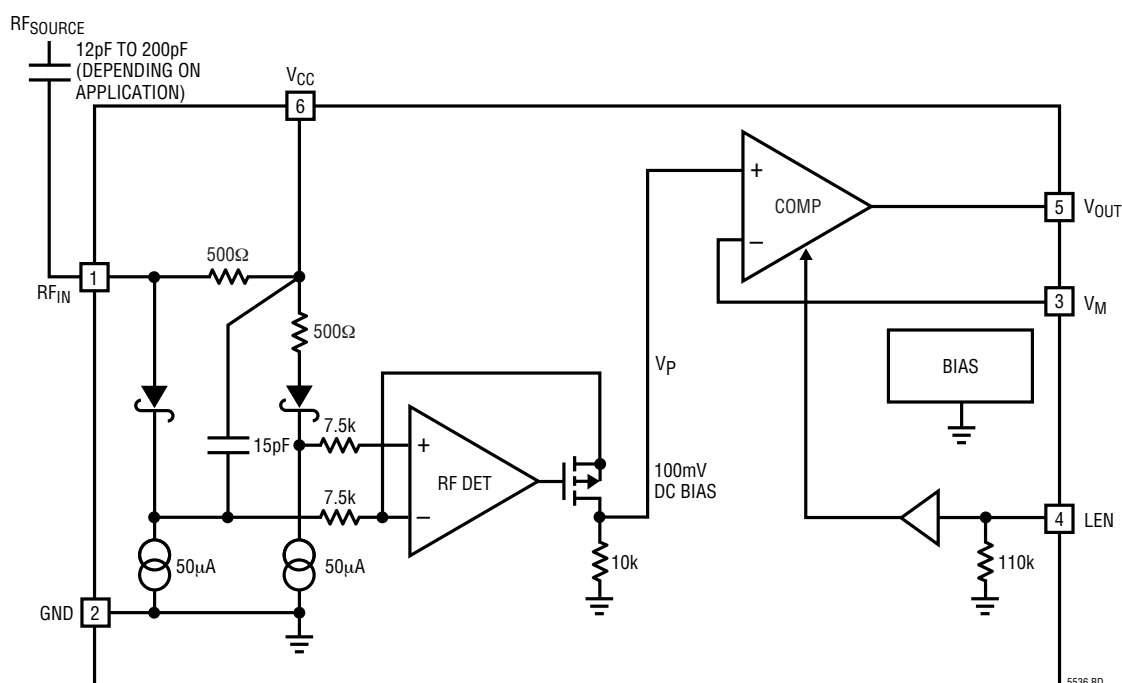 RFSOURCE
12pF TO 200pF
(DEPENDING ON
APPLICATION)
VCC
6
+
COMP
−
5
VOUT
500Ω
1
RFIN
3
VM
500Ω
BIAS
VP
7.5k
15pF
+
RF DET
100mV
DC BIAS
7.5k
−
4
LEN
50µA
50µA
10k
110k
GND
2
5536 BD